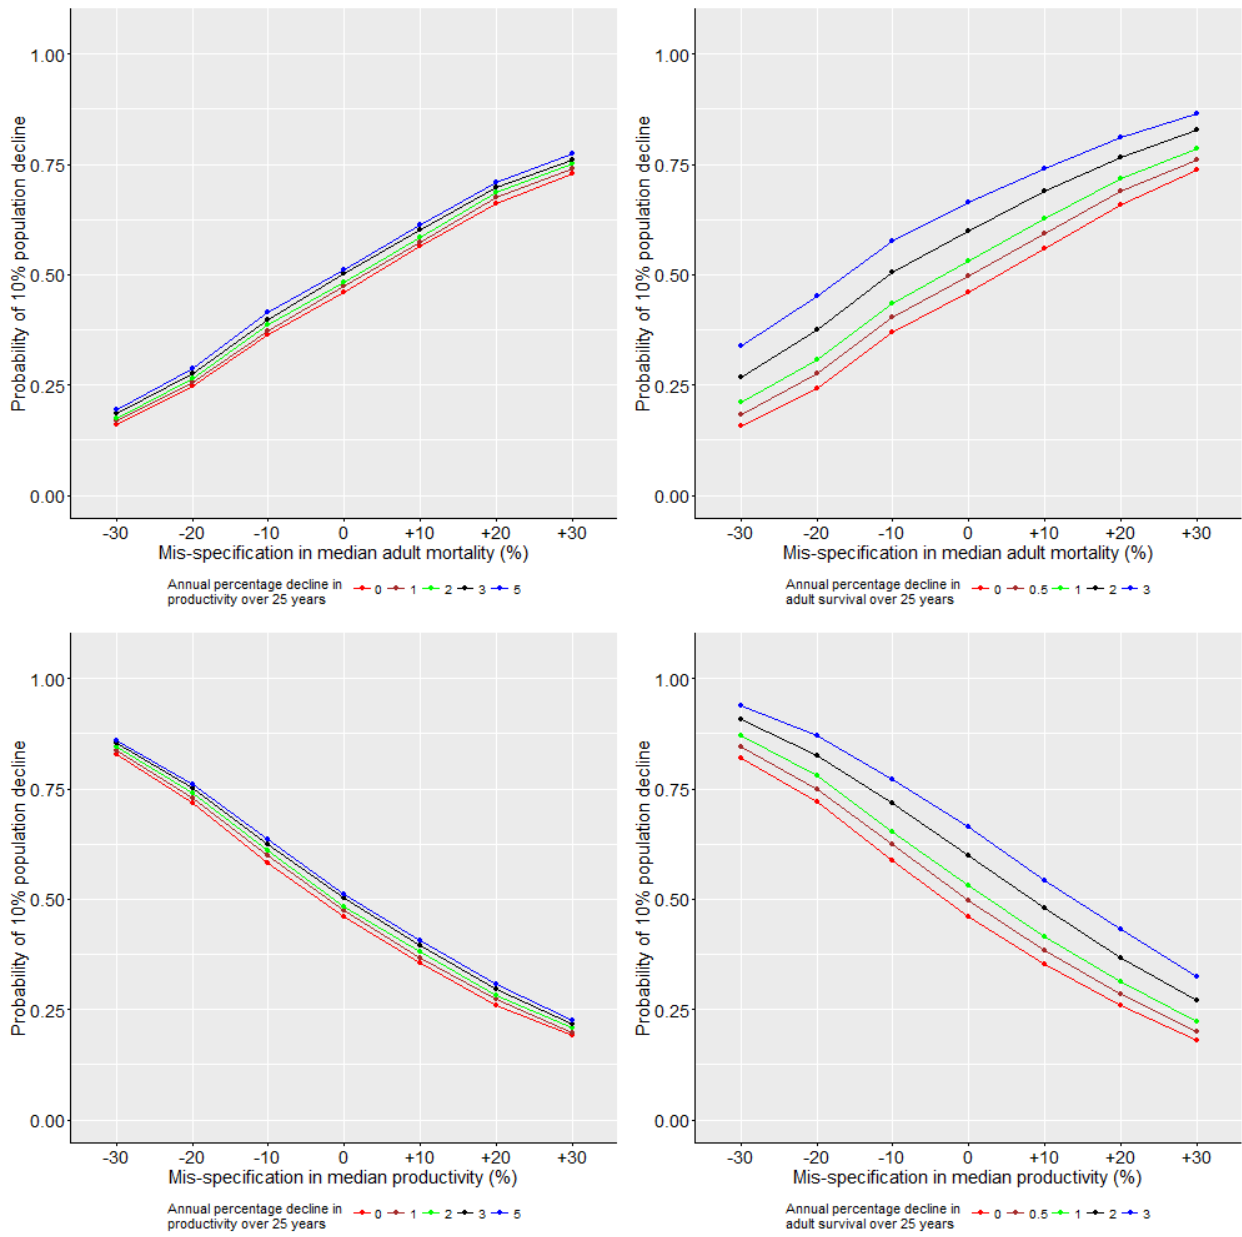 Probability of 10% population decline
1.00
0.75
0.50
0.25
0.00
-30 -20 -10 0 +10 +20 +30
Mis-specification in median adult mortality (%)
Annual percentage decline in
productivity over 25 years
0 1 2 3 5
Probability of 10% population decline
1.00
0.75
0.50
0.25
0.00
-30 -20 -10 0 +10 +20 +30
Mis-specification in median adult mortality (%)
Annual percentage decline in
adult survival over 25 years
0 0.5 1 2 3
Probability of 10% population decline
1.00
0.75
0.50
0.25
0.00
-30 -20 -10 0 +10 +20 +30
Mis-specification in median productivity (%)
Annual percentage decline in
productivity over 25 years
0 1 2 3 5
Probability of 10% population decline
1.00
0.75
0.50
0.25
0.00
-30 -20 -10 0 +10 +20 +30
Mis-specification in median productivity (%)
Annual percentage decline in
adult survival over 25 years
0 0.5 1 2 3